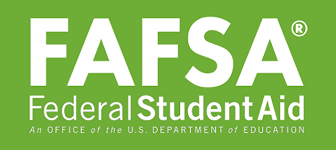 FAFSA®
Federal Student Aid
An OFFICE of the U.S. DEPARTMENT of EDUCATION